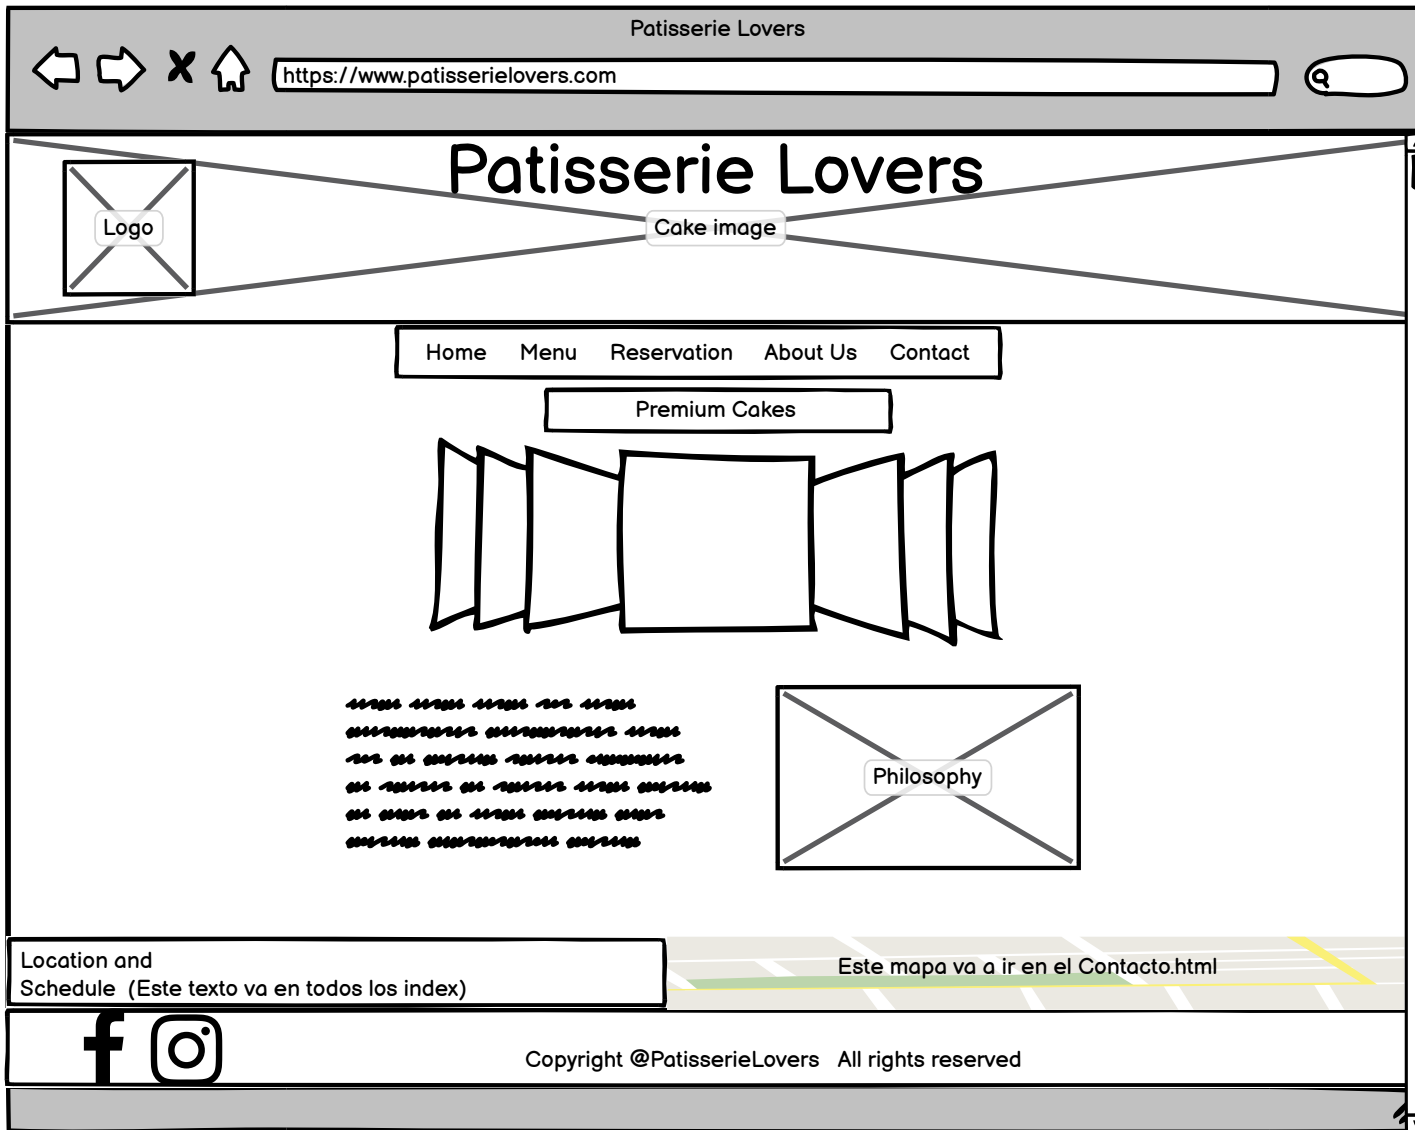 Patisserie Lovers
https://www.patisserielovers.com
Patisserie Lovers
Logo
Cake image
Home Menu Reservation About Us Contact
Premium Cakes
Philosophy
Location and
Schedule (Este texto va en todos los index)
Este mapa va a ir en el Contacto.html
Copyright @PatisserieLovers All rights reserved